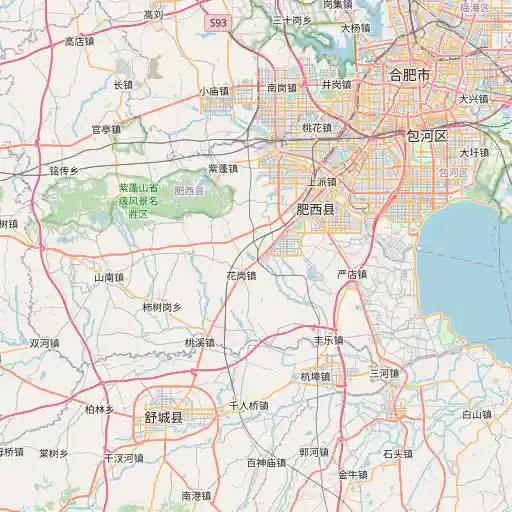 岗集镇
临海区
高刘
S93
三十岗乡
大杨镇
高店镇
合肥市
长镇
小庙镇
南岗镇
井岗镇
大兴镇
官亭镇
桃花镇
包河区
大圩镇
铭传乡
紫蓬镇
包河区
紫蓬山省
级风景名
胜区
肥西县
上派镇
肥西县
树镇
山南镇
花岗镇
严店镇
柿树岗乡
双河镇
桃溪镇
丰乐镇
杭埠镇
三河镇
柏林乡
舒城县
千人桥镇
白山镇
棠树乡
干汊河镇
百神庙镇
郭河镇
石头镇
金牛镇
南港镇